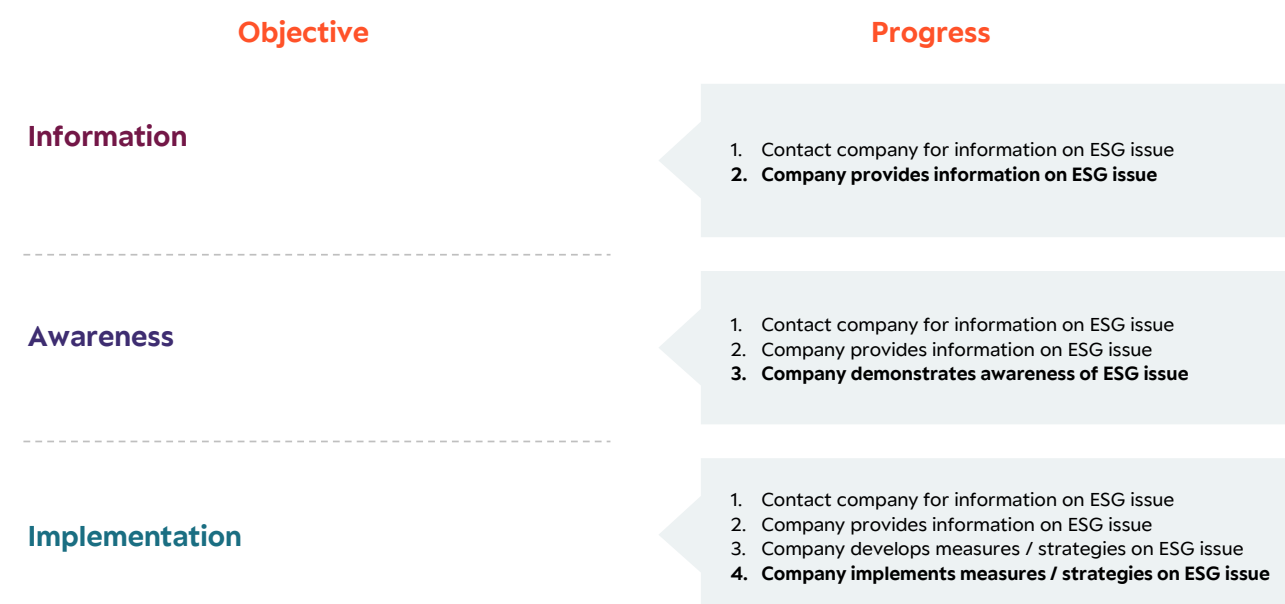 Objective
Progress
Information
1. Contact company for information on ESG issue
2. Company provides information on ESG issue
Awareness
1. Contact company for information on ESG issue
2. Company provides information on ESG issue
3. Company demonstrates awareness of ESG issue
Implementation
1. Contact company for information on ESG issue
2. Company provides information on ESG issue
3. Company develops measures / strategies on ESG issue
4. Company implements measures / strategies on ESG issue